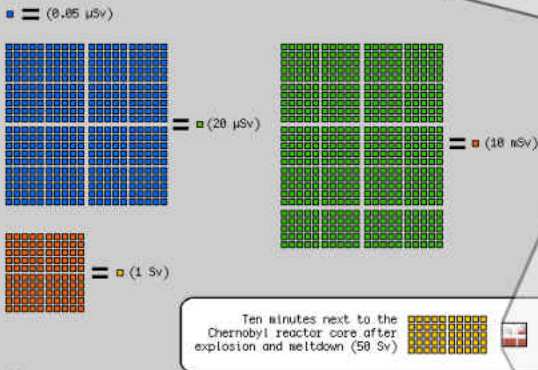 = (0.05 µSv)
= (20 µSv)
= (10 mSv)
= (1 Sv)
Ten minutes next to the
Chernobyl reactor core after
explosion and meltdown (50 Sv)